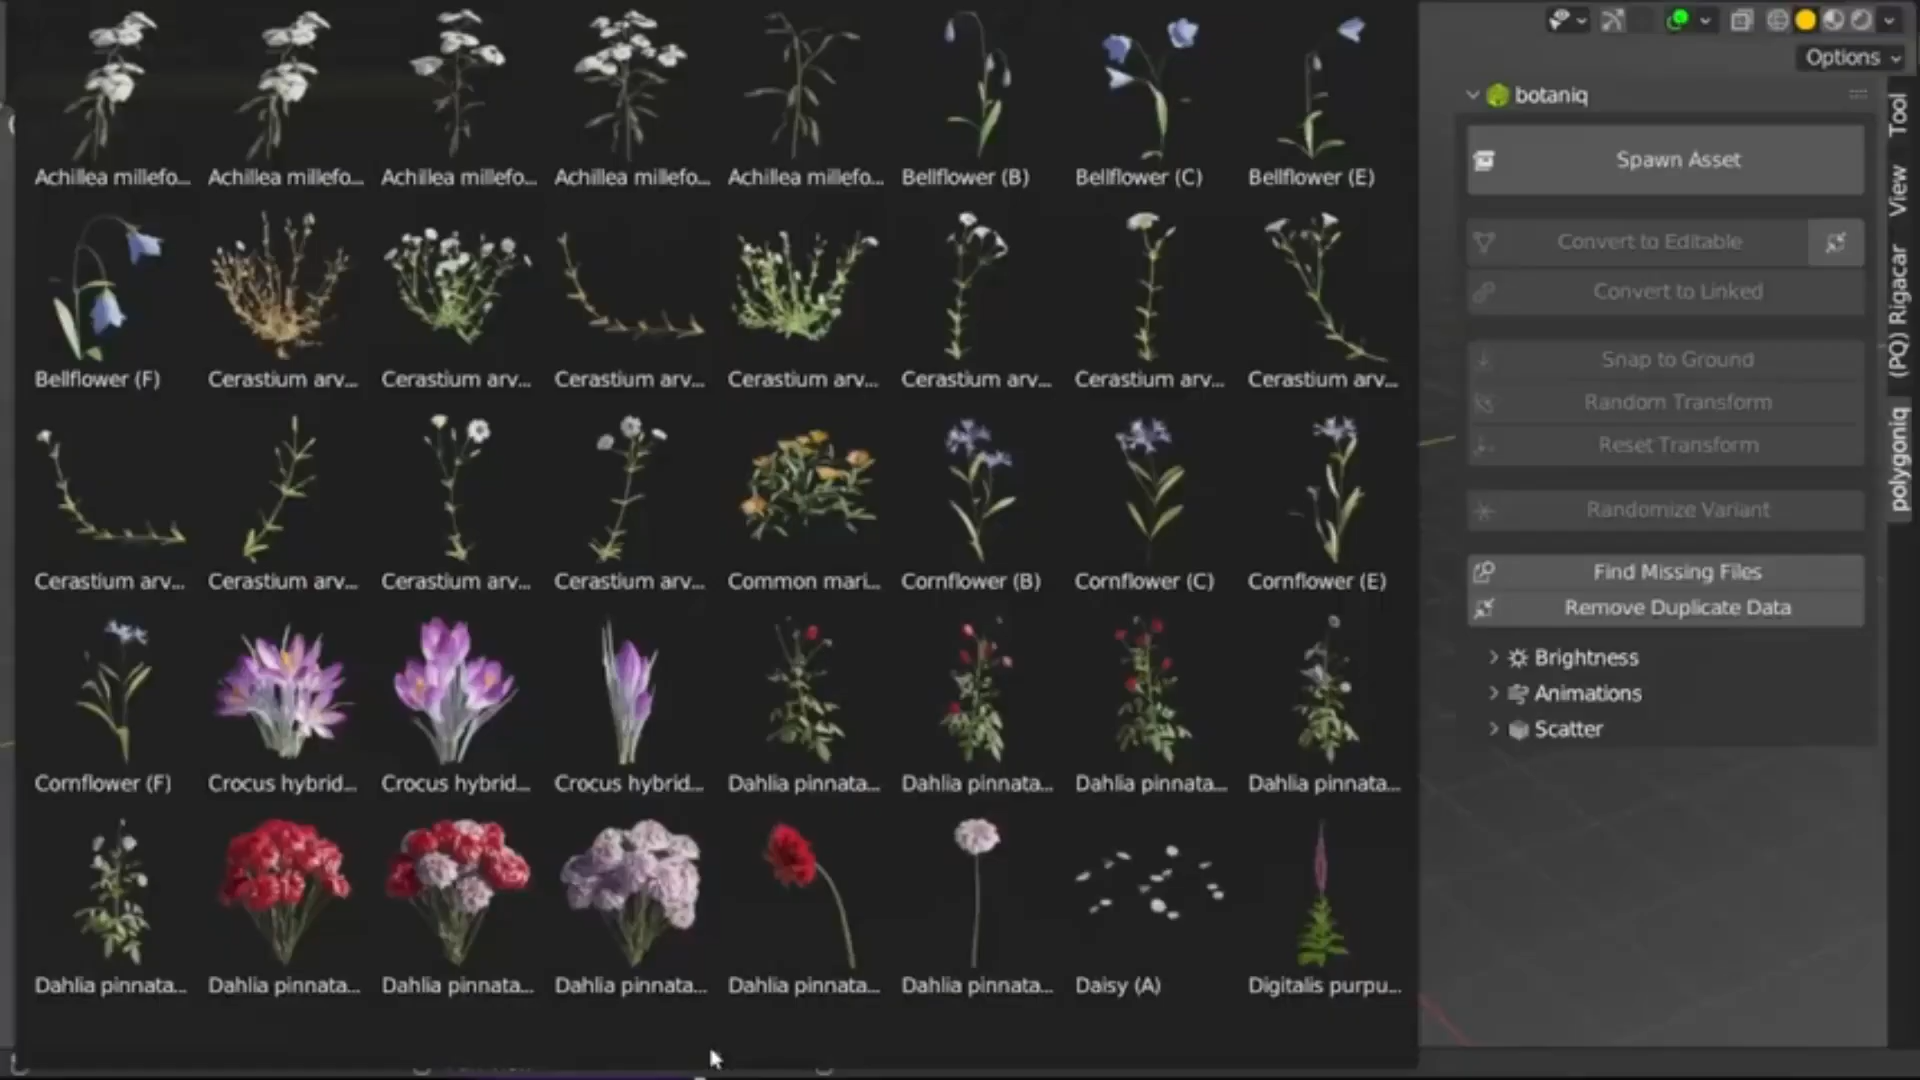 Options
botaniq
Spawn Asset
Convert to Editable
Convert to Linked
Snap to Ground
Random Transform
Reset Transform
Randomize Variant
Find Missing Files
Remove Duplicate Data
Brightness
Animations
Scatter
Tool
View
(PQ) Rigacar
polygoniq
Achillea millefo... Achillea millefo... Achillea millefo... Achillea millefo... Achillea millefo... Bellflower (B) Bellflower (C) Bellflower (E)
Bellflower (F) Cerastium arv... Cerastium arv... Cerastium arv... Cerastium arv... Cerastium arv... Cerastium arv... Cerastium arv...
Cerastium arv... Cerastium arv... Cerastium arv... Cerastium arv... Common mari... Cornflower (B) Cornflower (C) Cornflower (E)
Cornflower (F) Crocus hybrid... Crocus hybrid... Crocus hybrid... Dahlia pinnata... Dahlia pinnata... Dahlia pinnata... Dahlia pinnata...
Dahlia pinnata... Dahlia pinnata... Dahlia pinnata... Dahlia pinnata... Dahlia pinnata... Dahlia pinnata... Daisy (A) Digitalis purpu...